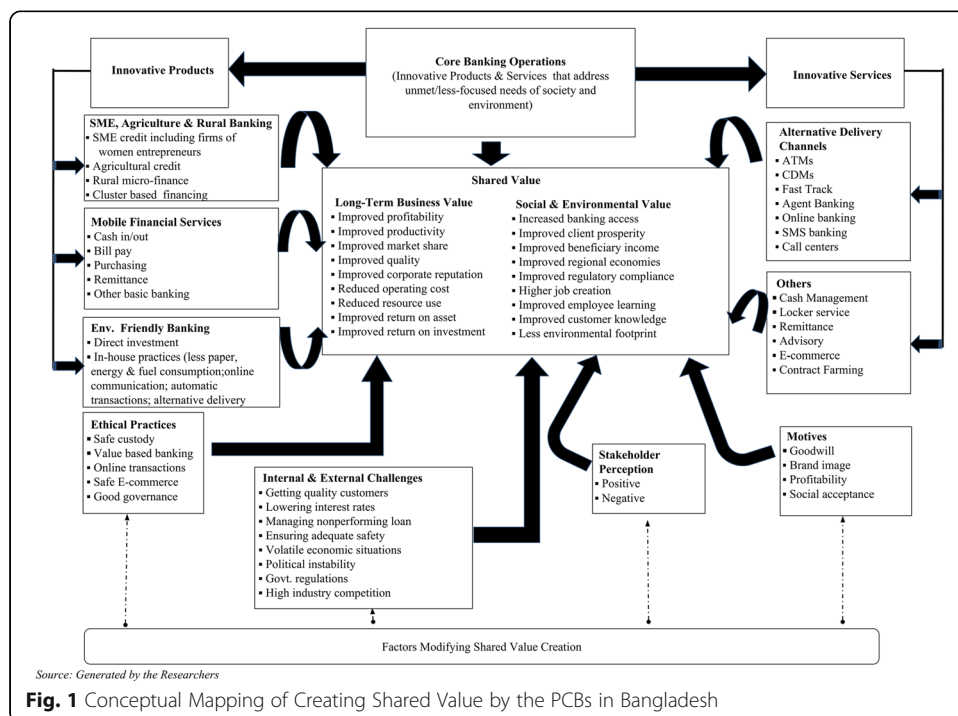 Core Banking Operations
(Innovative Products & Services that address
unmet/less-focused needs of society and
environment)
Innovative Products
Innovative Services
SME, Agriculture & Rural Banking
▪ SME credit including firms of
women entrepreneurs
▪ Agricultural credit
▪ Rural micro-finance
▪ Cluster based financing
Mobile Financial Services
▪ Cash in/out
▪ Bill pay
▪ Purchasing
▪ Remittance
▪ Other basic banking
Env. Friendly Banking
▪ Direct investment
▪ In-house practices (less paper,
energy & fuel consumption;online
communication; automatic
transactions; alternative delivery
Shared Value
Long-Term Business Value
▪ Improved profitability
▪ Improved productivity
▪ Improved market share
▪ Improved quality
▪ Improved corporate reputation
▪ Reduced operating cost
▪ Reduced resource use
▪ Improved return on asset
▪ Improved return on investment
Social & Environmental Value
▪ Increased banking access
▪ Improved client prosperity
▪ Improved beneficiary income
▪ Improved regional economies
▪ Improved regulatory compliance
▪ Higher job creation
▪ Improved employee learning
▪ Improved customer knowledge
▪ Less environmental footprint
Alternative Delivery
Channels
▪ ATMs
▪ CDMs
▪ Fast Track
▪ Agent Banking
▪ Online banking
▪ SMS banking
▪ Call centers
Others
▪ Cash Management
▪ Locker service
▪ Remittance
▪ Advisory
▪ E-commerce
▪ Contract Farming
Ethical Practices
▪ Safe custody
▪ Value based banking
▪ Online transactions
▪ Safe E-commerce
▪ Good governance
Internal & External Challenges
▪ Getting quality customers
▪ Lowering interest rates
▪ Managing nonperforming loan
▪ Ensuring adequate safety
▪ Volatile economic situations
▪ Political instability
▪ Govt. regulations
▪ High industry competition
Stakeholder
Perception
▪ Positive
▪ Negative
Motives
▪ Goodwill
▪ Brand image
▪ Profitability
▪ Social acceptance
Factors Modifying Shared Value Creation
Source: Generated by the Researchers
Fig. 1 Conceptual Mapping of Creating Shared Value by the PCBs in Bangladesh